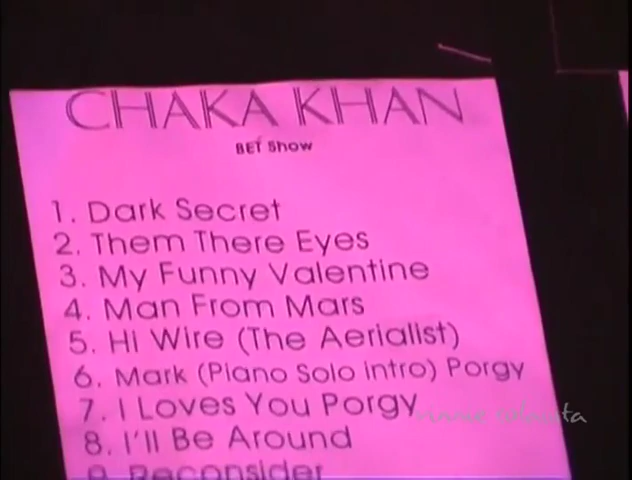 CHAKA KHAN
BET Show
1. Dark Secret
2. Them There Eyes
3. My Funny Valentine
4. Man From Mars
5. Hi Wire (The Aerialist)
6. Mark (Piano Solo intro) Porgy
7. I Loves You Porgy
8. I'll Be Around
9. Reconsider